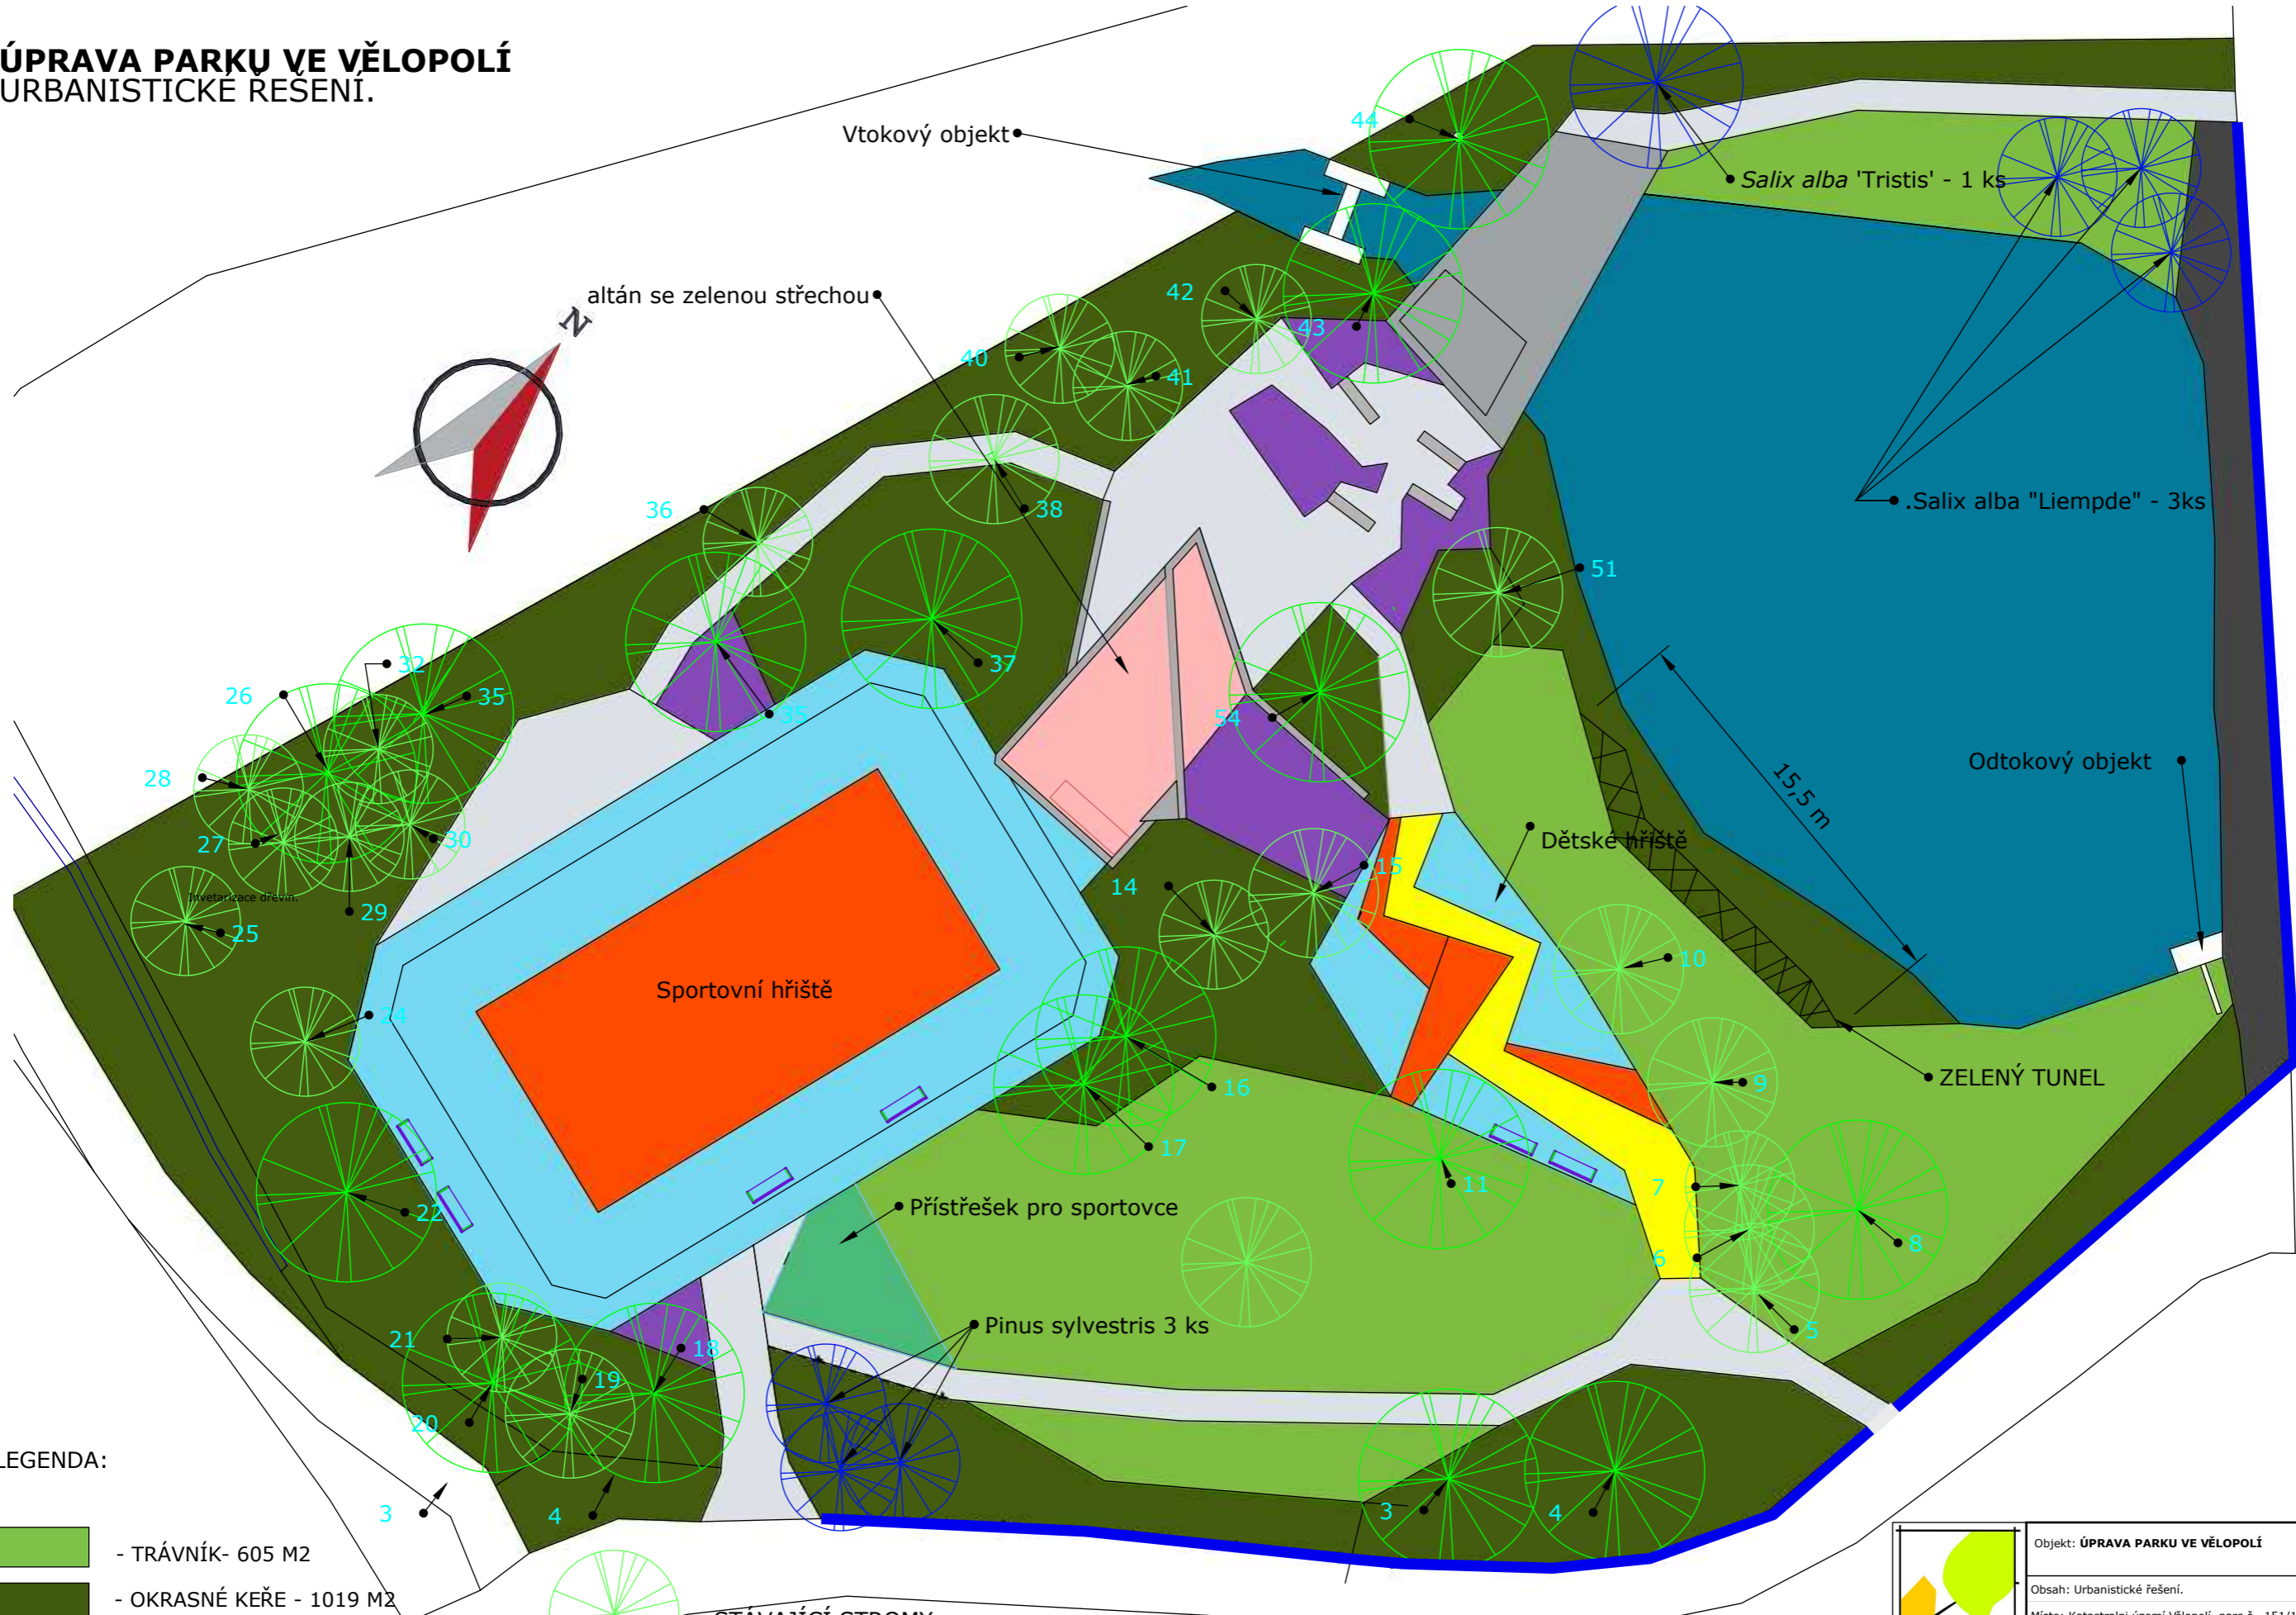 ÚPRAVA PARKU VE VĚLOPOLÍ
URBANISTICKÉ ŘEŠENÍ.
Vtokový objekt
44
Salix alba 'Tristis' - 1 ks
altán se zelenou střechou
N
42
43
40
41
36
38
.Salix alba "Liempde" - 3ks
51
32
37
26
35
35
54
28
Odtokový objekt
15,5 m
27
30
Dětské hřiště
15
14
Invetarizace dřevin.
29
25
10
Sportovní hřiště
24
16
9
ZELENÝ TUNEL
17
11
7
Přístřešek pro sportovce
22
8
6
Pinus sylvestris 3 ks
5
21
18
19
20
LEGENDA:
3
4
3
4
- TRÁVNÍK- 605 M2
- OKRASNÉ KEŘE - 1019 M2
Objekt: ÚPRAVA PARKU VE VĚLOPOLÍ
Obsah: Urbanistické řešení.